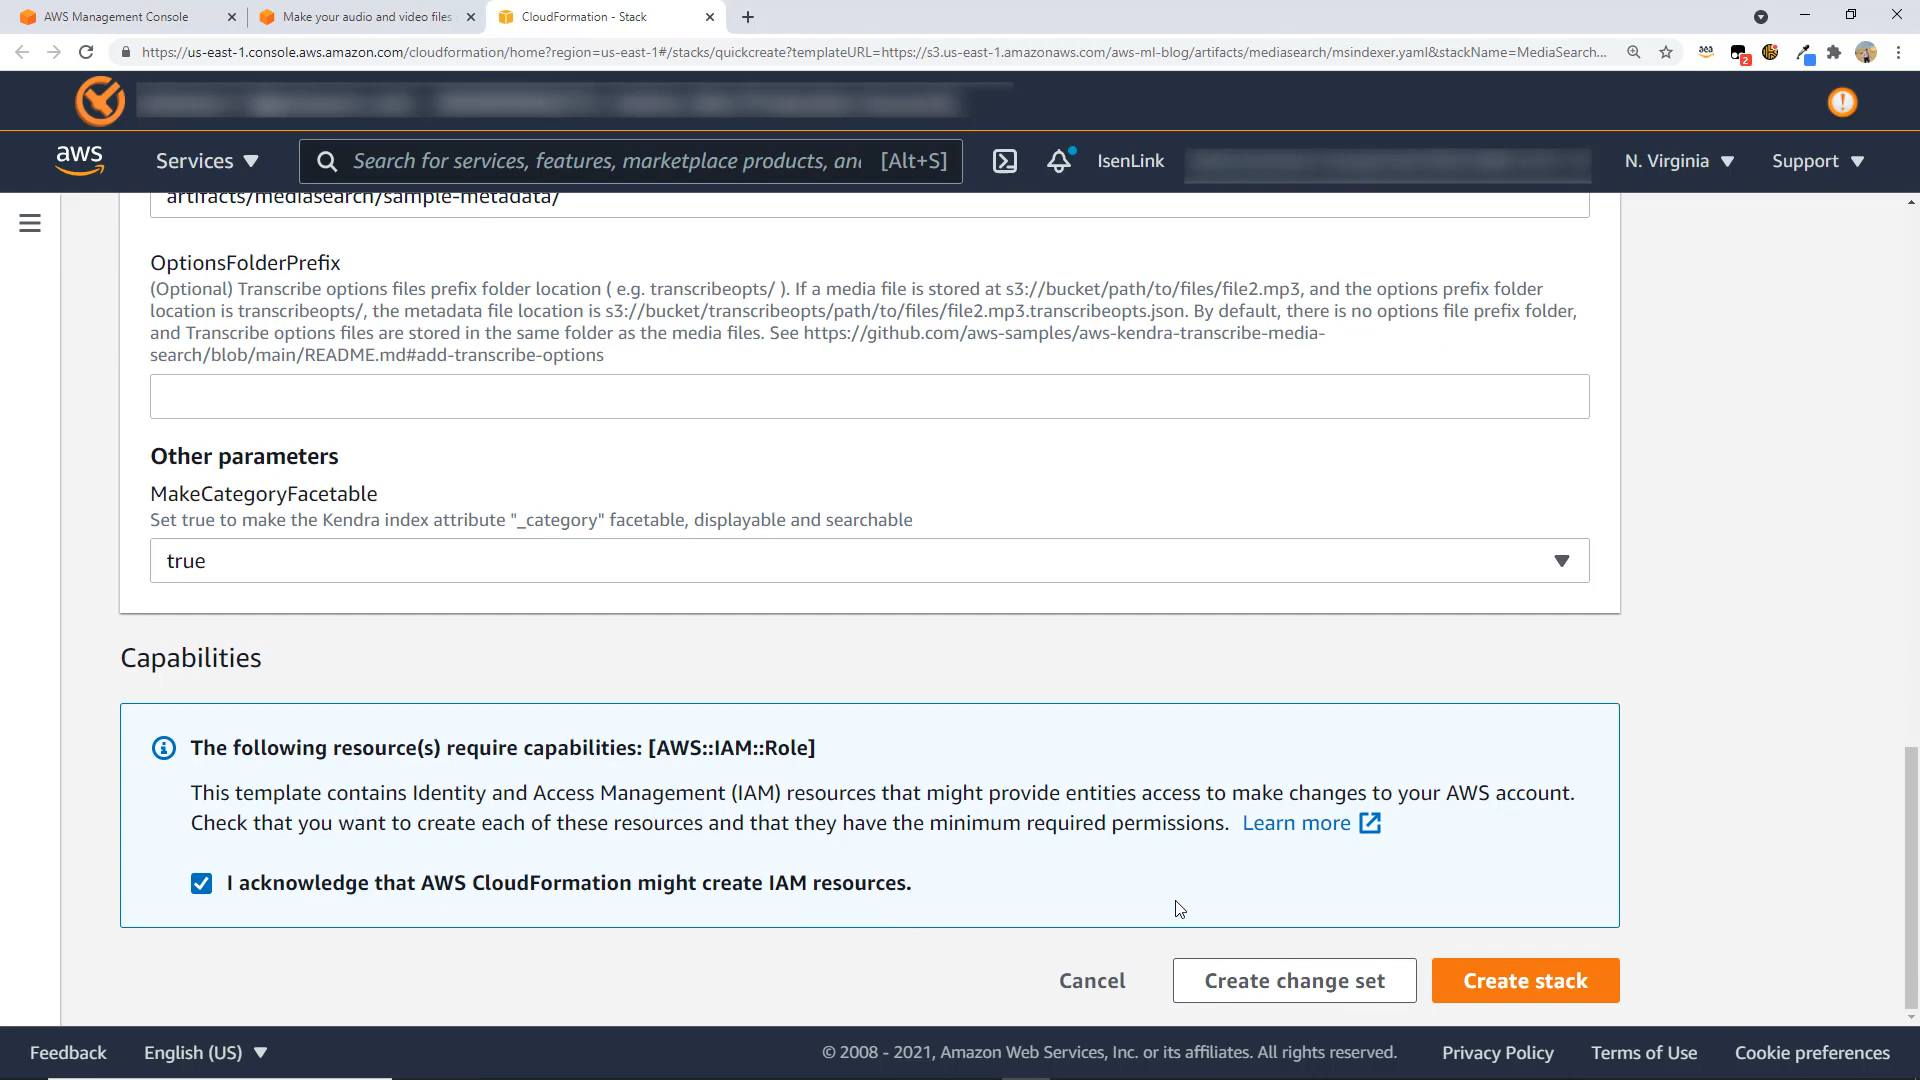 AWS Management Console
Make your audio and video files
CloudFormation - Stack
https://us-east-1.console.aws.amazon.com/cloudformation/home?region=us-east-1#/stacks/quickcreate?templateURL=https://s3.us-east-1.amazonaws.com/aws-ml-blog/artifacts/mediasearch/msindexer.yaml&stackName=MediaSearch...
2
aws
Services
Search for services, features, marketplace products, an
[Alt+S]
IsenLink
N. Virginia
Support
artifacts/mediasearch/sample-metadata/
OptionsFolderPrefix
(Optional) Transcribe options files prefix folder location ( e.g. transcribeopts/ ). If a media file is stored at s3://bucket/path/to/files/file2.mp3, and the options prefix folder
location is transcribeopts/, the metadata file location is s3://bucket/transcribeopts/path/to/files/file2.mp3.transcribeopts.json. By default, there is no options file prefix folder,
and Transcribe options files are stored in the same folder as the media files. See https://github.com/aws-samples/aws-kendra-transcribe-media-
search/blob/main/README.md#add-transcribe-options
Other parameters
MakeCategoryFacetable
Set true to make the Kendra index attribute "_category" facetable, displayable and searchable
true
Capabilities
The following resource(s) require capabilities: [AWS::IAM::Role]
This template contains Identity and Access Management (IAM) resources that might provide entities access to make changes to your AWS account.
Check that you want to create each of these resources and that they have the minimum required permissions. Learn more
I acknowledge that AWS CloudFormation might create IAM resources.
Cancel
Create change set
Create stack
Feedback
English (US)
© 2008 - 2021, Amazon Web Services, Inc. or its affiliates. All rights reserved.
Privacy Policy
Terms of Use
Cookie preferences